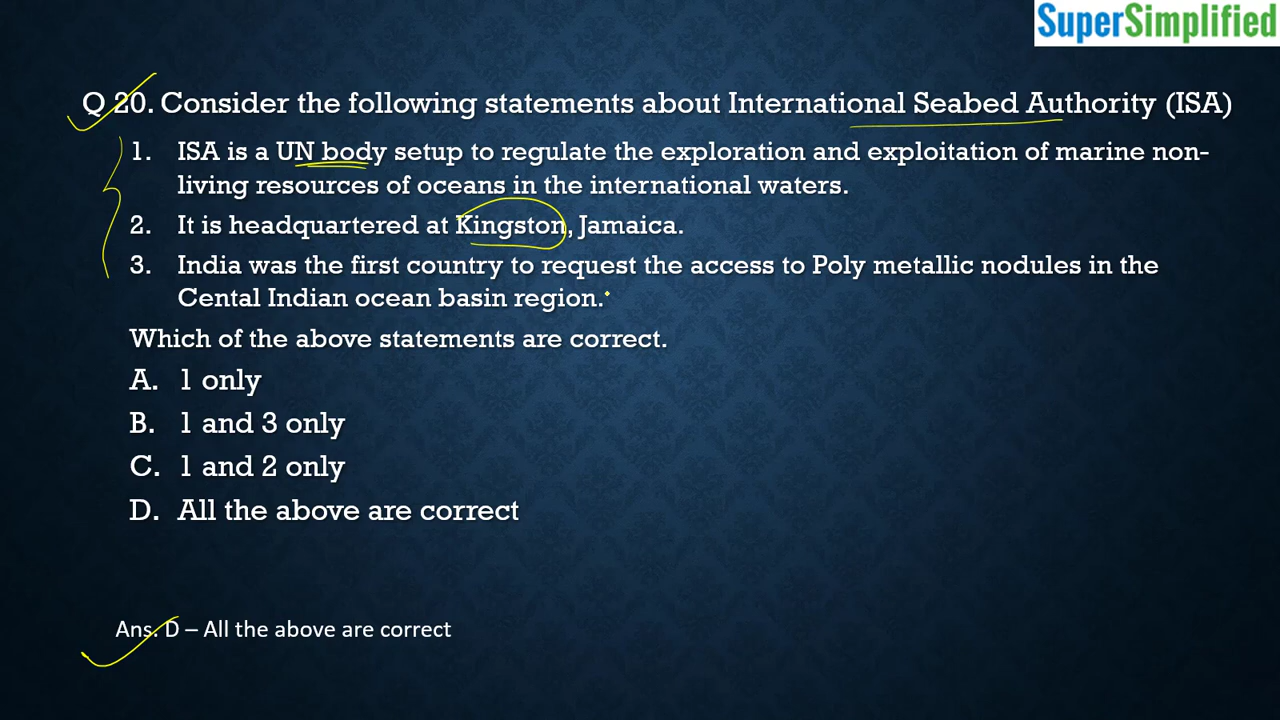 SuperSimplified
Q 20. Consider the following statements about International Seabed Authority (ISA)
1. ISA is a UN body setup to regulate the exploration and exploitation of marine non-
living resources of oceans in the international waters.
2. It is headquartered at Kingston, Jamaica.
3. India was the first country to request the access to Poly metallic nodules in the
Cental Indian ocean basin region.
Which of the above statements are correct.
A. 1 only
B. 1 and 3 only
C. 1 and 2 only
D. All the above are correct
Ans. D – All the above are correct